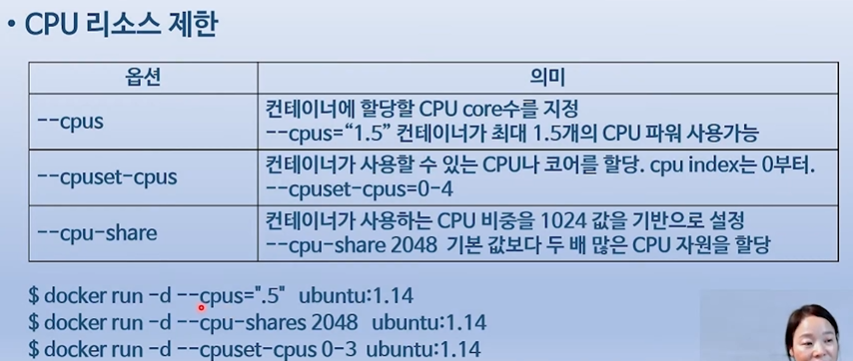 • CPU 리소스 제한
옵션 의미
--cpus
컨테이너에 할당할 CPU core수를 지정
--cpus=“1.5” 컨테이너가 최대 1.5개의 CPU 파워 사용가능
--cpuset-cpus
컨테이너가 사용할 수 있는 CPU나 코어를 할당. cpu index는 0부터.
--cpuset-cpus=0-4
--cpu-share
컨테이너가 사용하는 CPU 비중을 1024 값을 기반으로 설정
--cpu-share 2048 기본 값보다 두 배 많은 CPU 자원을 할당
$ docker run -d --cpus=".5" ubuntu:1.14
$ docker run -d --cpu-shares 2048 ubuntu:1.14
$ docker run -d --cpuset-cpus 0-3 ubuntu:1.14